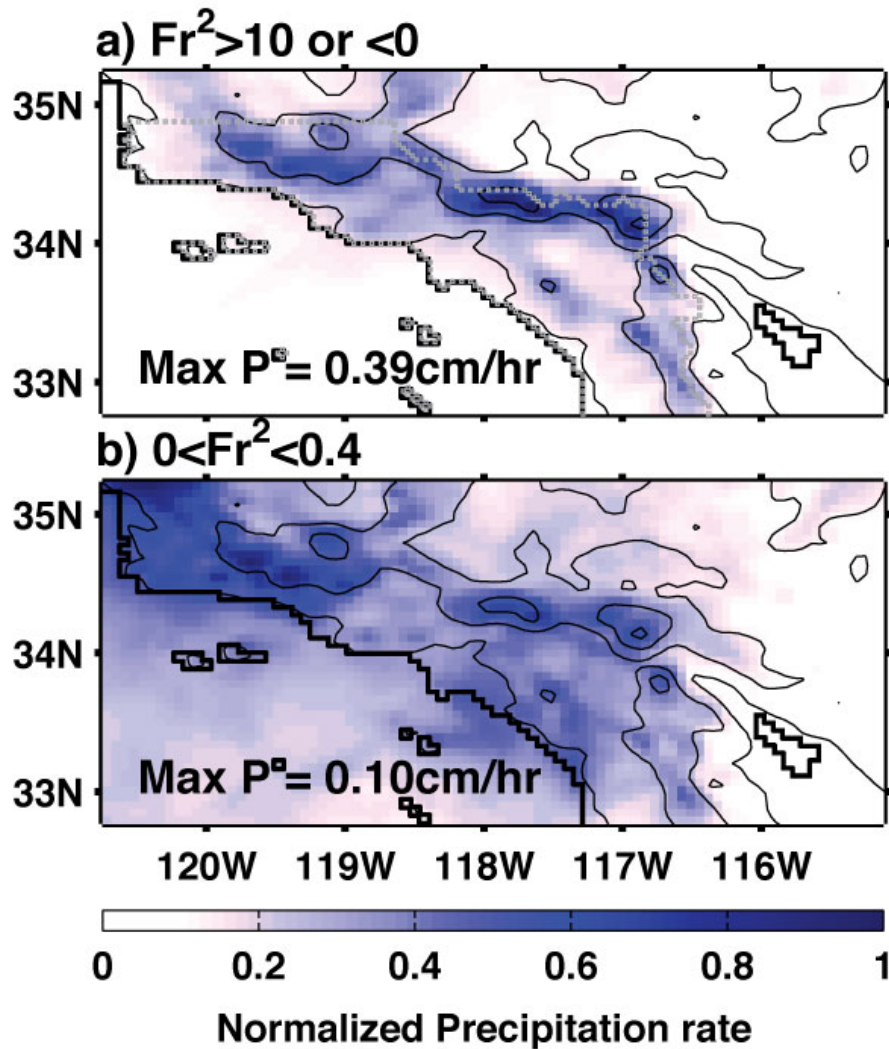 a) Fr²>10 or <0
35N
34N
33N
Max P = 0.39cm/hr
b) 0<Fr²<0.4
35N
34N
33N
Max P = 0.10cm/hr
120W 119W 118W 117W 116W
0 0.2 0.4 0.6 0.8 1
Normalized Precipitation rate